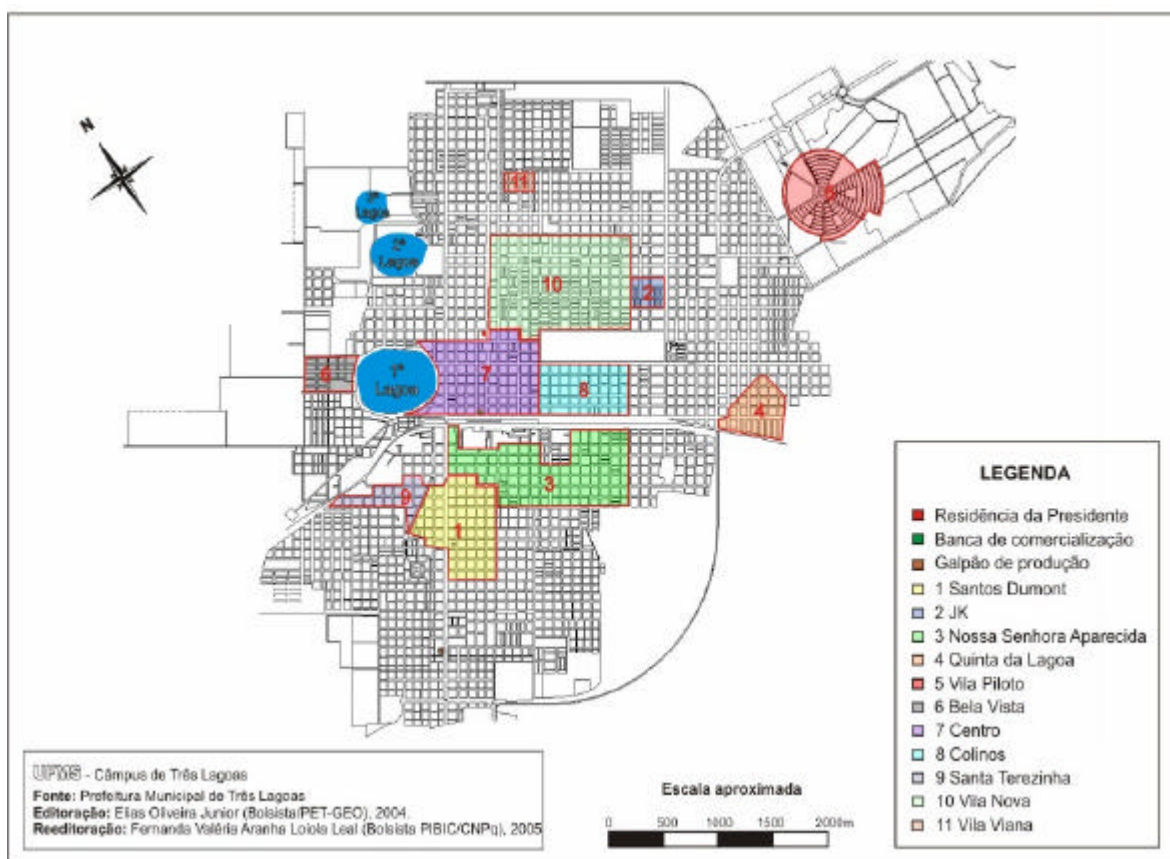 N
11
5
3ª
Lagoa
2ª
Lagoa
10
2
6
1ª
Lagoa
7
8
4
3
9
1
LEGENDA
Residência da Presidente
Banca de comercialização
Galpão de produção
1 Santos Dumont
2 JK
3 Nossa Senhora Aparecida
4 Quinta da Lagoa
5 Vila Piloto
6 Bela Vista
7 Centro
8 Colinos
9 Santa Terezinha
10 Vila Nova
11 Vila Viana
UFMS - Câmpus de Três Lagoas
Fonte: Prefeitura Municipal de Três Lagoas
Editoração: Elias Oliveira Junior (Bolsista/PET-GEO), 2004.
Reeditoração: Fernanda Valéria Aranha Loiola Leal (Bolsista PIBIC/CNPq), 2005
Escala aproximada
0 500 1000 1500 2000m